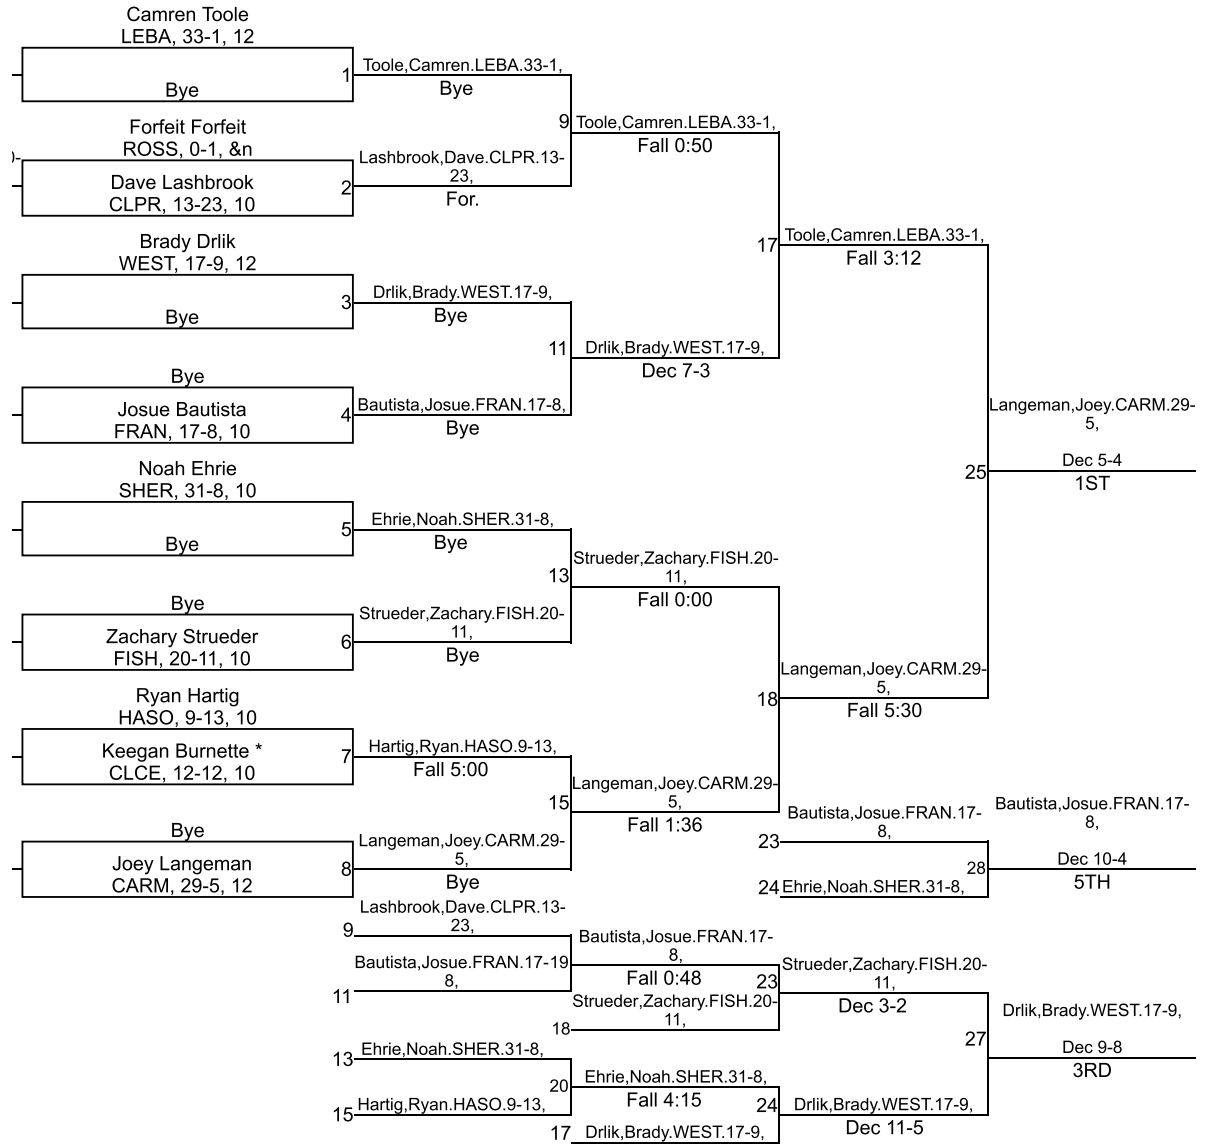 Camren Toole
LEBA, 33-1, 12
1
Toole,Camren.LEBA.33-1,
Bye
Bye
Forfeit Forfeit
ROSS, 0-1, &n
9
Toole,Camren.LEBA.33-1,
Fall 0:50
Dave Lashbrook
CLPR, 13-23, 10
2
Lashbrook,Dave.CLPR.13-
23,
For.
Brady Drlik
WEST, 17-9, 12
17
Toole,Camren.LEBA.33-1,
Fall 3:12
3
Drlik,Brady.WEST.17-9,
Bye
Bye
11
Drlik,Brady.WEST.17-9,
Dec 7-3
Bye
Josue Bautista
FRAN, 17-8, 10
4
Bautista,Josue.FRAN.17-8,
Bye
Langeman,Joey.CARM.29-
5,
25
Dec 5-4
1ST
Noah Ehrie
SHER, 31-8, 10
5
Ehrie,Noah.SHER.31-8,
Bye
Bye
13
Strueder,Zachary.FISH.20-
11,
Fall 0:00
Bye
Zachary Strueder
FISH, 20-11, 10
6
Strueder,Zachary.FISH.20-
11,
Bye
18
Langeman,Joey.CARM.29-
5,
Fall 5:30
Ryan Hartig
HASO, 9-13, 10
Keegan Burnette *
CLCE, 12-12, 10
7
Hartig,Ryan.HASO.9-13,
Fall 5:00
15
Langeman,Joey.CARM.29-
5,
Fall 1:36
Bye
Joey Langeman
CARM, 29-5, 12
8
Langeman,Joey.CARM.29-
5,
Bye
23
Bautista,Josue.FRAN.17-
8,
24
Ehrie,Noah.SHER.31-8,
28
Bautista,Josue.FRAN.17-
8,
Dec 10-4
5TH
9
Lashbrook,Dave.CLPR.13-
23,
11
Bautista,Josue.FRAN.17-19
8,
Bautista,Josue.FRAN.17-
8,
Fall 0:48
18
Strueder,Zachary.FISH.20-
11,
23
Strueder,Zachary.FISH.20-
11,
Dec 3-2
27
Drlik,Brady.WEST.17-9,
Dec 9-8
3RD
13
Ehrie,Noah.SHER.31-8,
15
Hartig,Ryan.HASO.9-13,
20
Ehrie,Noah.SHER.31-8,
Fall 4:15
17
Drlik,Brady.WEST.17-9,
24
Drlik,Brady.WEST.17-9,
Dec 11-5